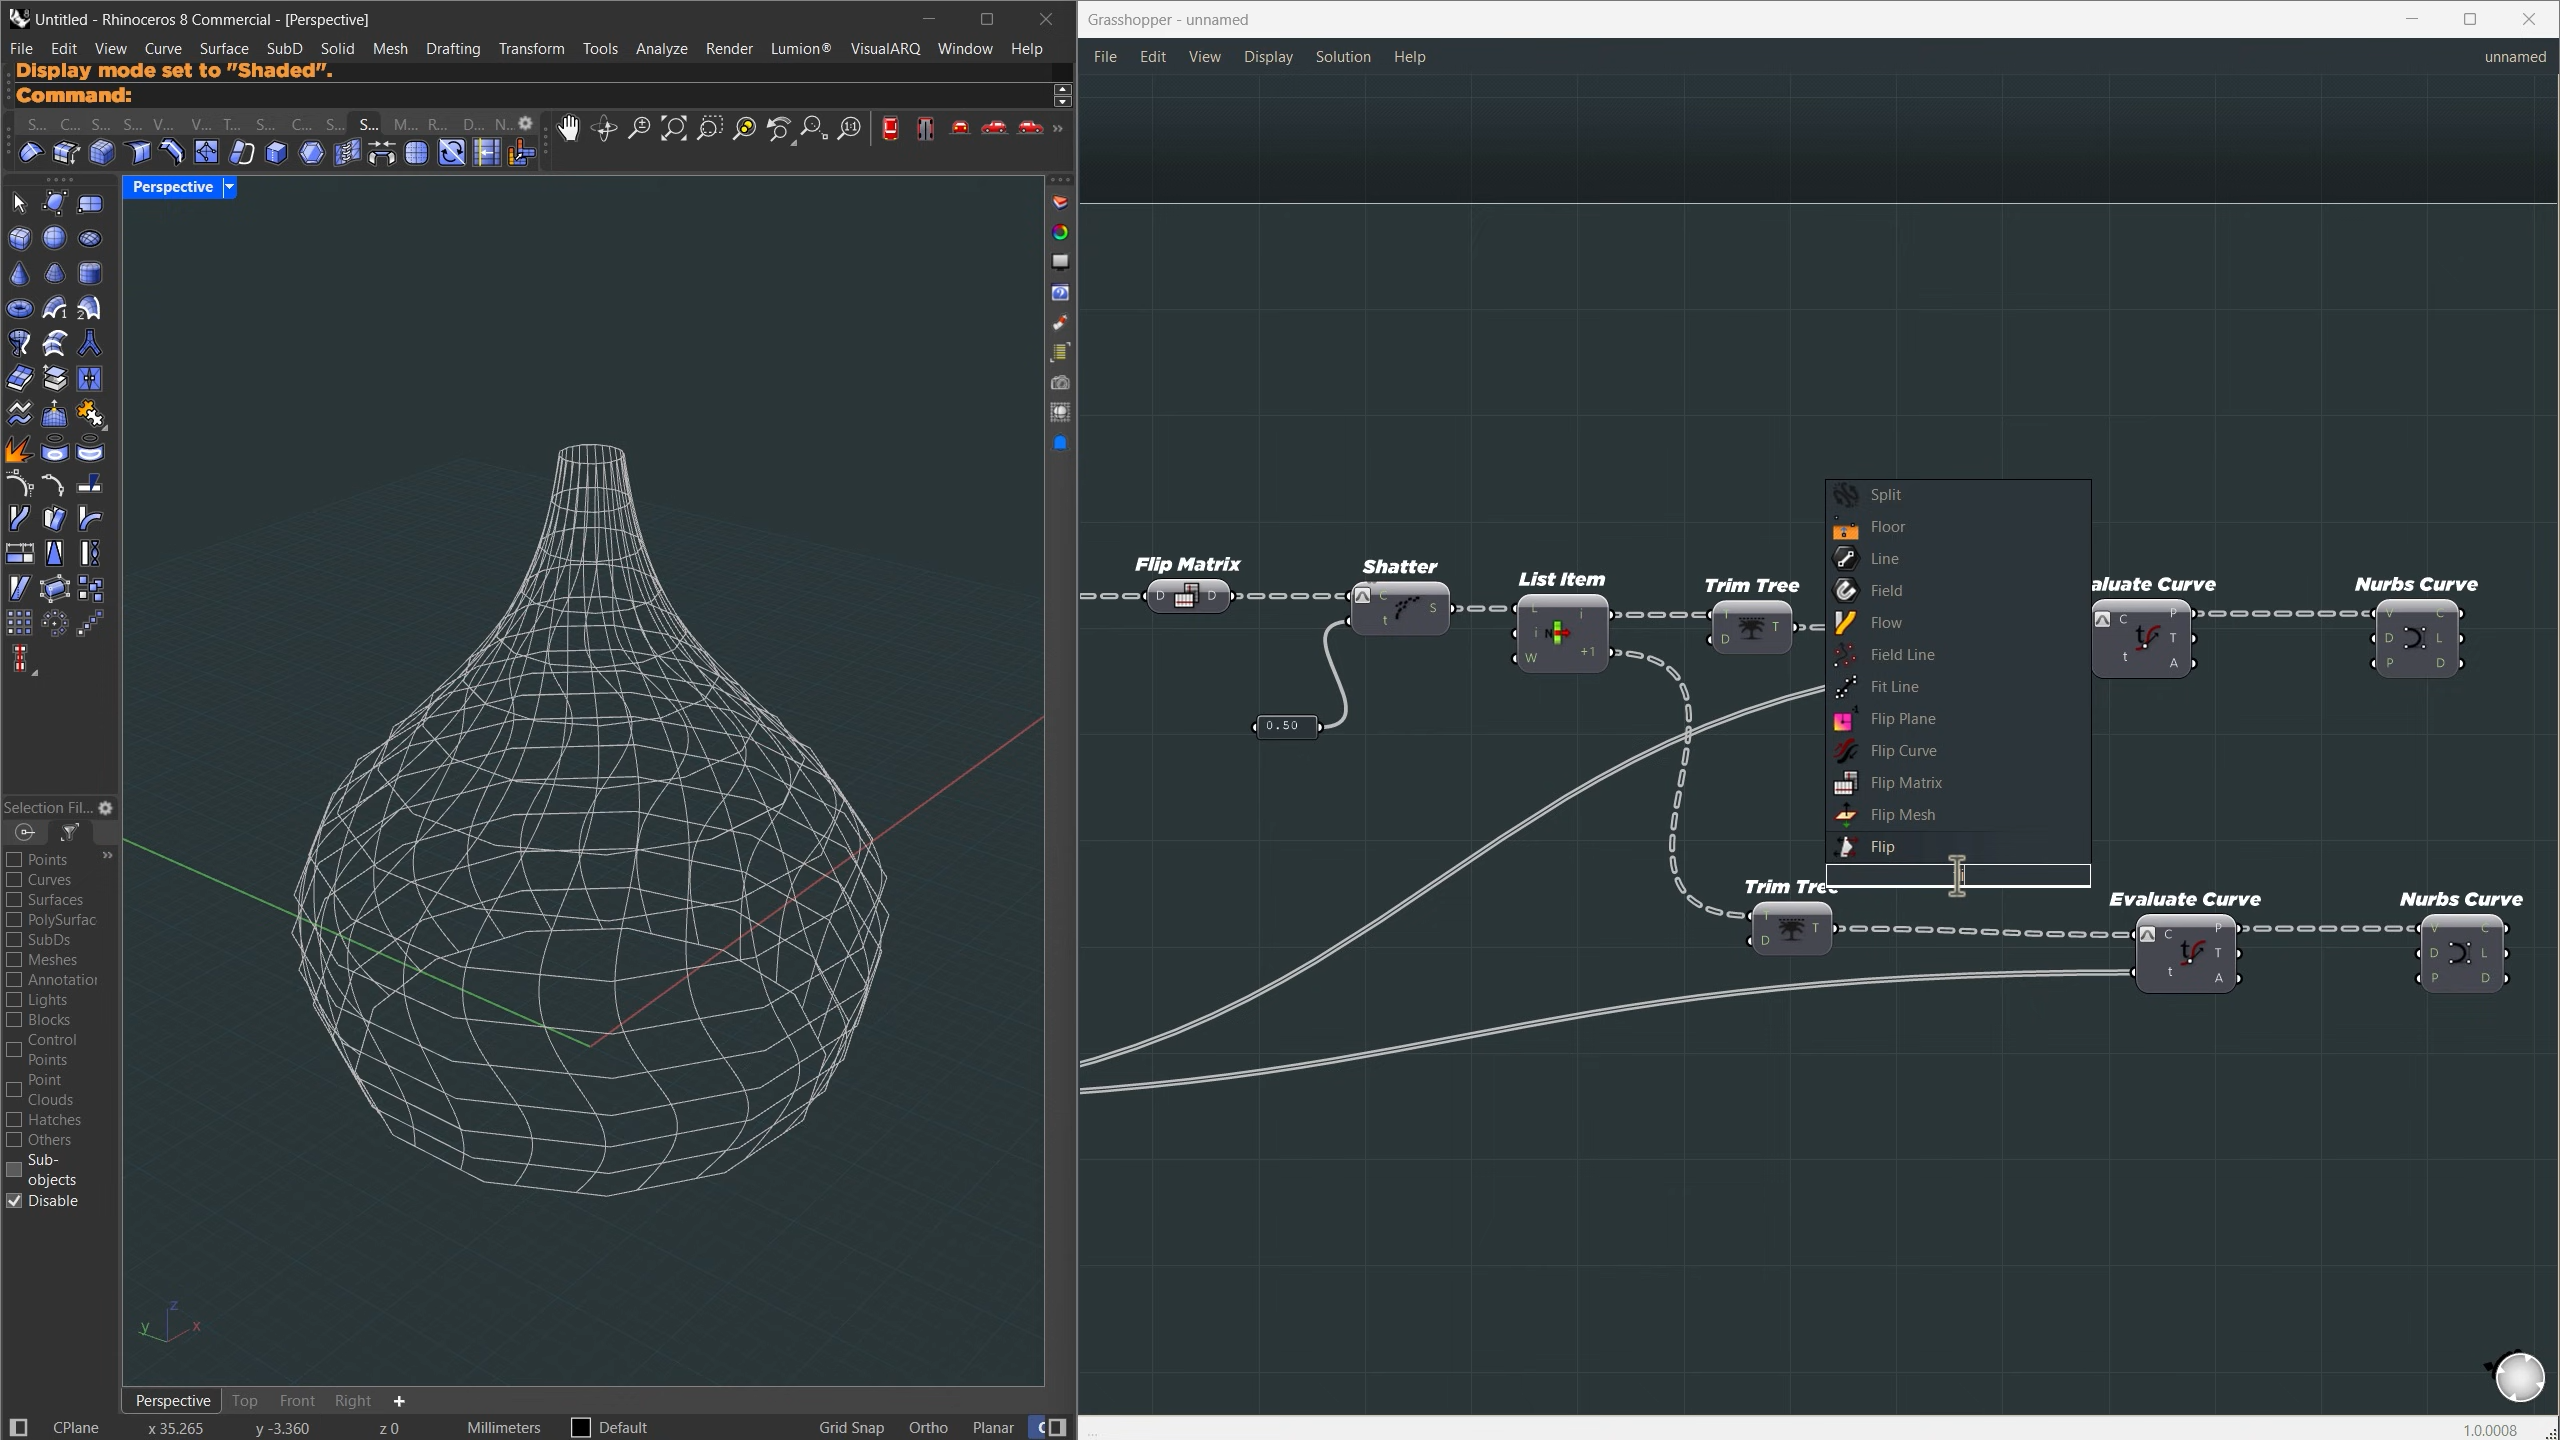 Untitled - Rhinoceros 8 Commercial - [Perspective]
File Edit View Curve Surface SubD Solid Mesh Drafting Transform Tools Analyze Render Lumion® VisualARQ Window Help
Display mode set to "Shaded".
Command:
S... C... S... S... V... V... T... S... C... S... S... M... R... D... N...
Perspective
1
2
Selection Fil...
Points
Curves
Surfaces
PolySurfac
SubDs
Meshes
Annotation
Lights
Blocks
Control
Points
Point
Clouds
Hatches
Others
Sub-
objects
Disable
z
y
x
Perspective Top Front Right
CPlane x 35.265 y -3.360 z 0 Millimeters Default Grid Snap Ortho Planar
Grasshopper - unnamed
File Edit View Display Solution Help unnamed
Split
Floor
Line
Field
Flow
Field Line
Fit Line
Flip Plane
Flip Curve
Flip Matrix
Flip Mesh
Flip
Flip Matrix
D D
Shatter
C S
t
0.50
List Item
L i
i N
W +1
Trim Tree
T T
D
aluate Curve
C P
T
t A
Nurbs Curve
V C
D L
P D
Trim Tree
T T
D
Evaluate Curve
C P
T
t A
Nurbs Curve
V C
D L
P D
... 1.0.0008